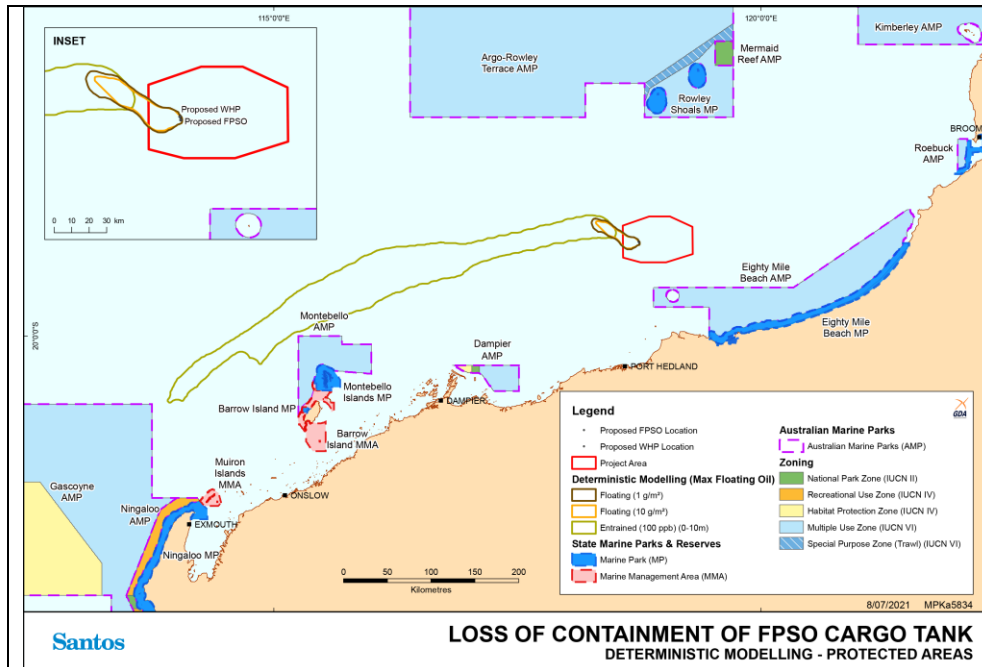 115°0'0"E
120°0'0"E
INSET
Proposed WHP
Proposed FPSO
0 10 20 30 km
Argo-Rowley
Terrace AMP
Mermaid
Reef AMP
Kimberley AMP
Rowley
Shoals MP
BROOM
Roebuck
AMP
Eighty Mile
Beach AMP
Eighty Mile
Beach MP
20°0'0"S
Montebello
AMP
Dampier
AMP
PORT HEDLAND
Montebello
Islands MP
Barrow Island MP
DAMPIER
Barrow
Island MMA
Muiron
Islands
MMA
Gascoyne
AMP
Ningaloo
AMP
ONSLOW
EXMOUTH
Ningaloo MP
0 50 100 150 200
Kilometres
Legend
GDA
Proposed FPSO Location
Proposed WHP Location
Project Area
Deterministic Modelling (Max Floating Oil)
Floating (1 g/m²)
Floating (10 g/m²)
Entrained (100 ppb) (0-10m)
State Marine Parks & Reserves
Marine Park (MP)
Marine Management Area (MMA)
Australian Marine Parks
Australian Marine Parks (AMP)
Zoning
National Park Zone (IUCN II)
Recreational Use Zone (IUCN IV)
Habitat Protection Zone (IUCN IV)
Multiple Use Zone (IUCN VI)
Special Purpose Zone (Trawl) (IUCN VI)
8/07/2021 MPKa5834
Santos
LOSS OF CONTAINMENT OF FPSO CARGO TANK
DETERMINISTIC MODELLING - PROTECTED AREAS